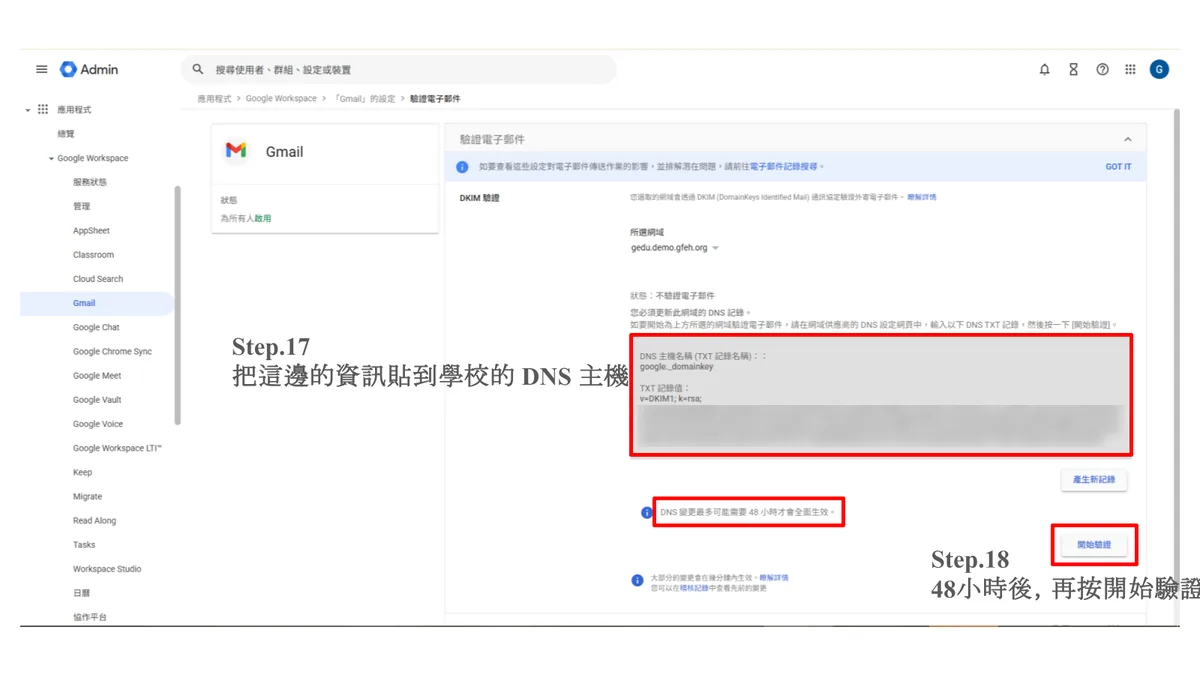 Admin
搜尋使用者、群組、設定或裝置
G
應用程式 > Google Workspace > 「Gmail」的設定 > 驗證電子郵件
應用程式
總覽
Google Workspace
服務狀態
管理
AppSheet
Classroom
Cloud Search
Gmail
Google Chat
Google Chrome Sync
Google Meet
Google Vault
Google Voice
Google Workspace LTI™
Keep
Migrate
Read Along
Tasks
Workspace Studio
日曆
協作平台
Gmail
狀態
為所有人啟用
驗證電子郵件
如要查看這些設定對電子郵件傳送作業的影響，並排解潛在問題，請前往電子郵件記錄搜尋。
GOT IT
DKIM 驗證
您選取的網域會透過 DKIM (DomainKeys Identified Mail) 通訊協定驗證外寄電子郵件。瞭解詳情
所選網域
gedu.demo.gfeh.org
狀態：不驗證電子郵件
您必須更新此網域的 DNS 記錄。
如要開始為上方所選的網域驗證電子郵件，請在網域供應商的 DNS 設定網頁中，輸入以下 DNS TXT 記錄，然後按一下 [開始驗證]。
Step.17
把這邊的資訊貼到學校的 DNS 主機
DNS 主機名稱 (TXT 記錄名稱)：：
google._domainkey
TXT 記錄值：
v=DKIM1; k=rsa;
產生新記錄
DNS 變更最多可能需要 48 小時才會全面生效。
開始驗證
Step.18
48小時後, 再按開始驗證
大部分的變更會在幾分鐘內生效。瞭解詳情
您可以在稽核記錄中查看先前的變更